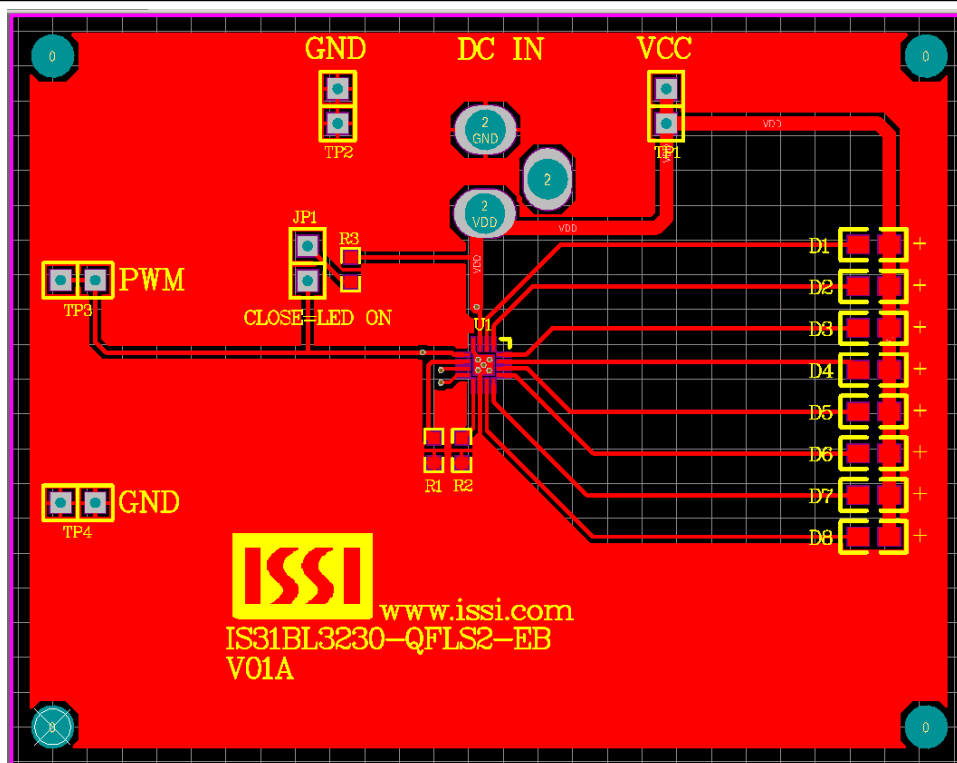 GND DC IN VCC
0 0
2
GND
TP2 TP1
VDD
VDD
2
2
VDD
VDD
VDD
JP1
R3
D1 +
PWM
D2 +
TP3
CLOSE=LED ON
U1
D3 +
D4 +
D5 +
D6 +
R1 R2
D7 +
GND
TP4
D8 +
ISSI
www.issi.com
IS31BL3230-QFLS2-EB
V01A
0 0